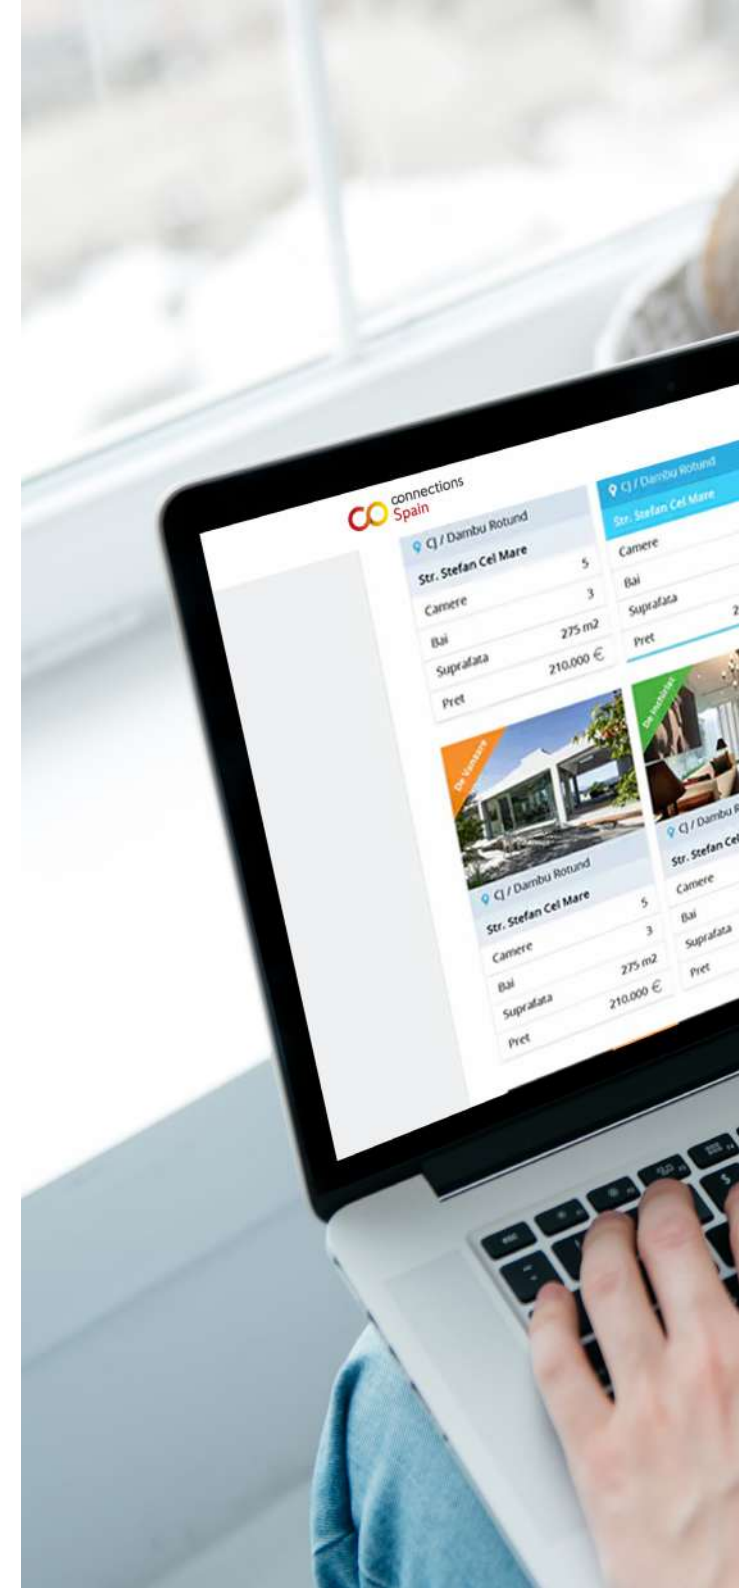 connections
Spain
CJ / Dambu Rotund
Str. Stefan Cel Mare
Camere 5
Bai 3
Suprafata 275 m2
Pret 210.000 €
CJ / Dambu Rotund
Str. Stefan Cel Mare
Camere
Bai
Suprafata 2
Pret
De Vanzare
CJ / Dambu Rotund
Str. Stefan Cel Mare
Camere 5
Bai 3
Suprafata 275 m2
Pret 210.000 €
De Inchiriat
CJ / Dambu R
Str. Stefan Cel
Camere
Bai
Suprafata
Pret
esc